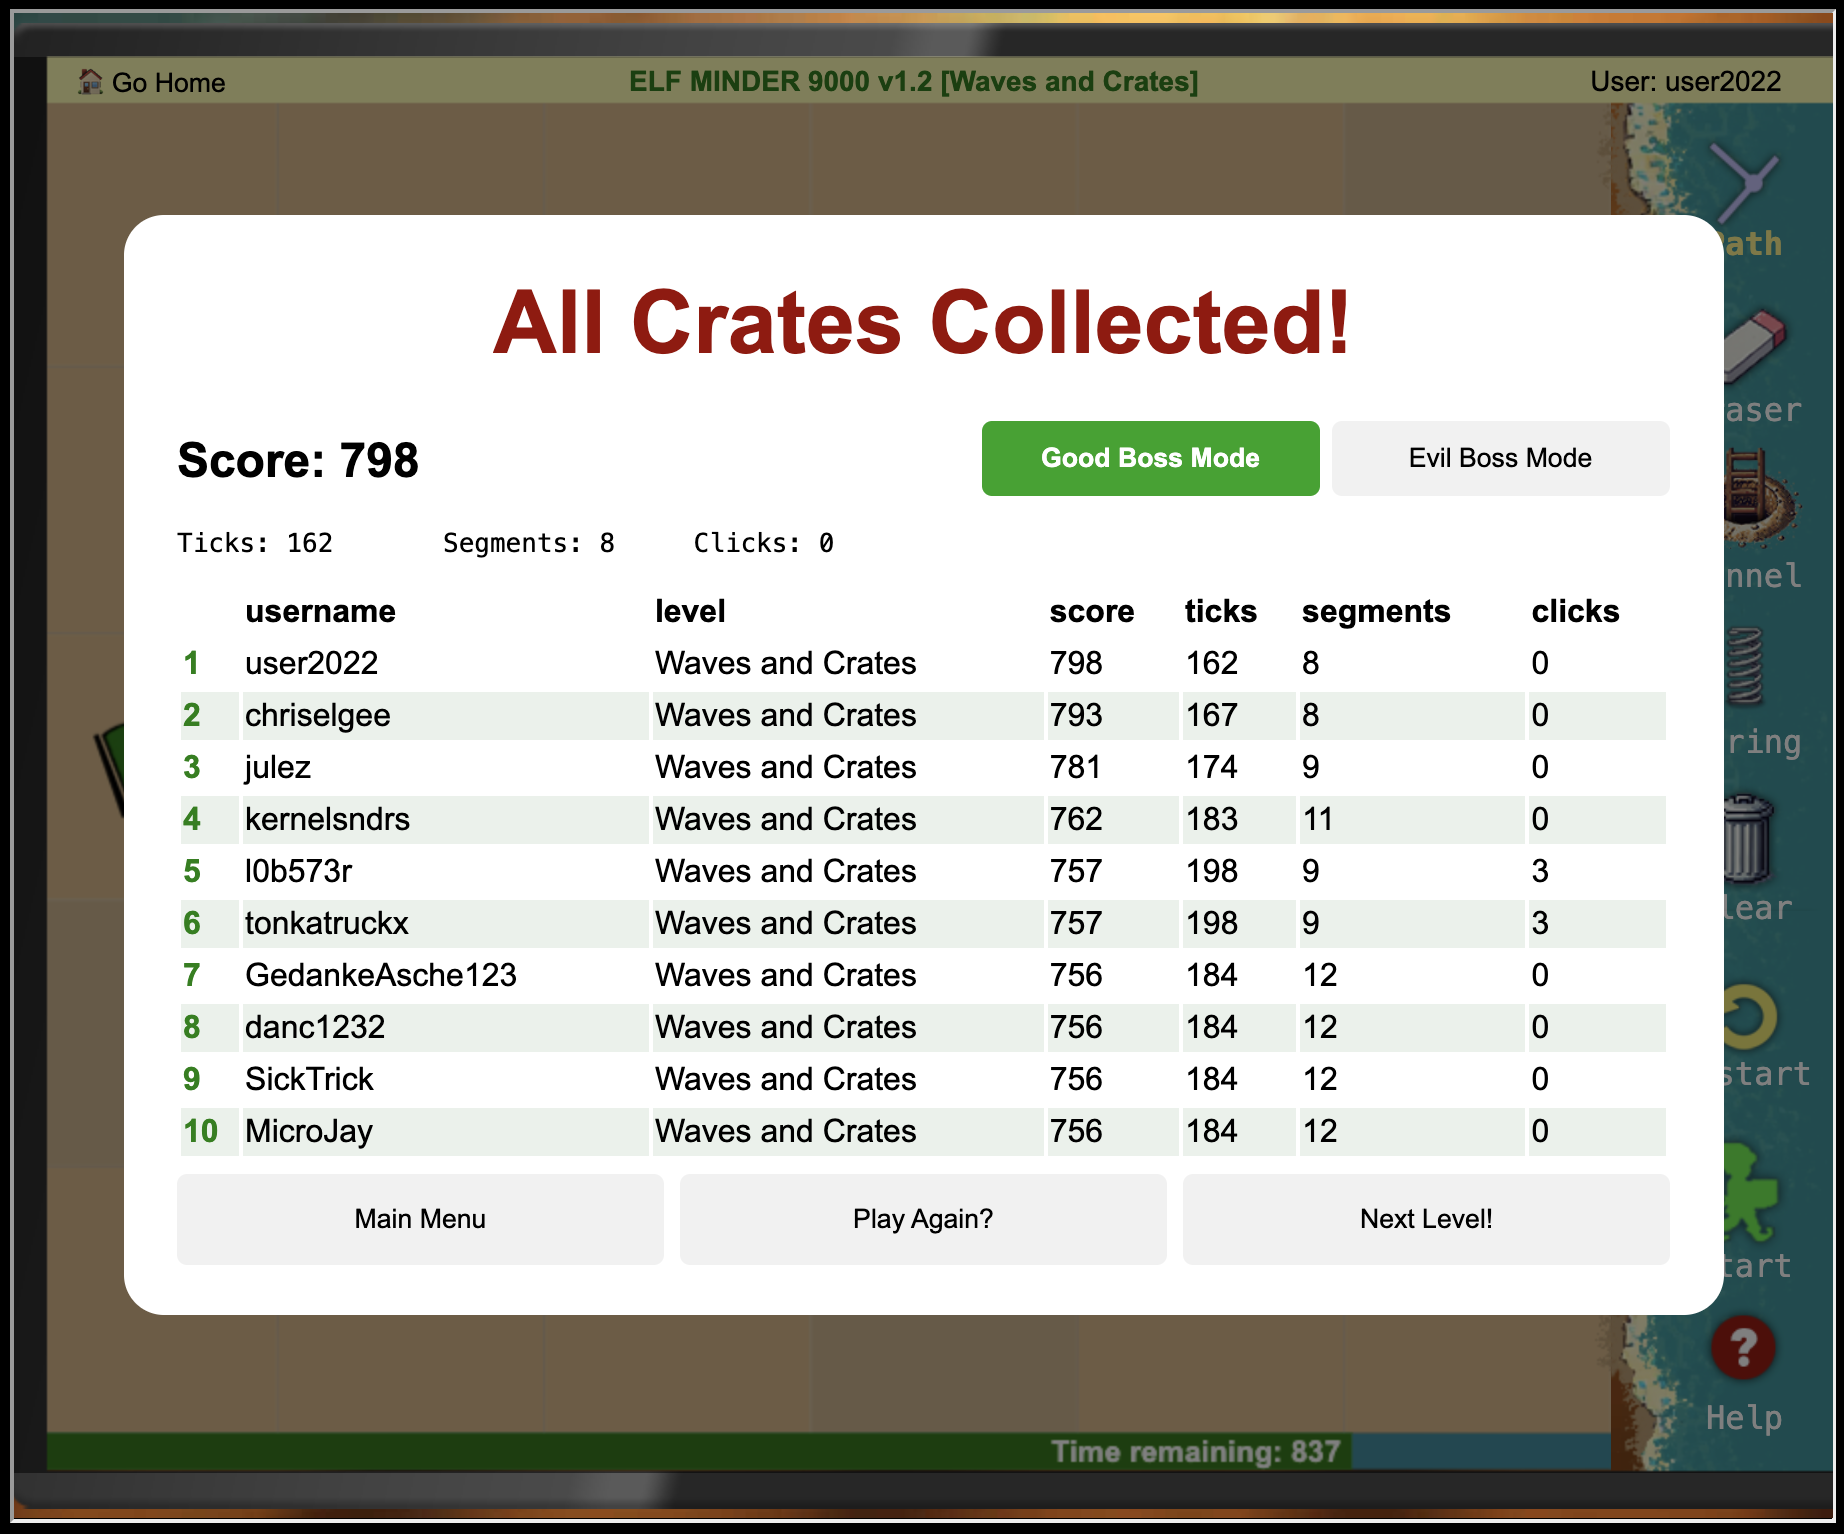 Go Home
ELF MINDER 9000 v1.2 [Waves and Crates]
User: user2022
All Crates Collected!
Score: 798
Good Boss Mode
Evil Boss Mode
Ticks: 162 Segments: 8 Clicks: 0
username level score ticks segments clicks
1 user2022 Waves and Crates 798 162 8 0
2 chriselgee Waves and Crates 793 167 8 0
3 julez Waves and Crates 781 174 9 0
4 kernelsndrs Waves and Crates 762 183 11 0
5 l0b573r Waves and Crates 757 198 9 3
6 tonkatruckx Waves and Crates 757 198 9 3
7 GedankeAsche123 Waves and Crates 756 184 12 0
8 danc1232 Waves and Crates 756 184 12 0
9 SickTrick Waves and Crates 756 184 12 0
10 MicroJay Waves and Crates 756 184 12 0
Main Menu
Play Again?
Next Level!
ath
aser
nnel
ring
lear
start
tart
?
Help
Time remaining: 837